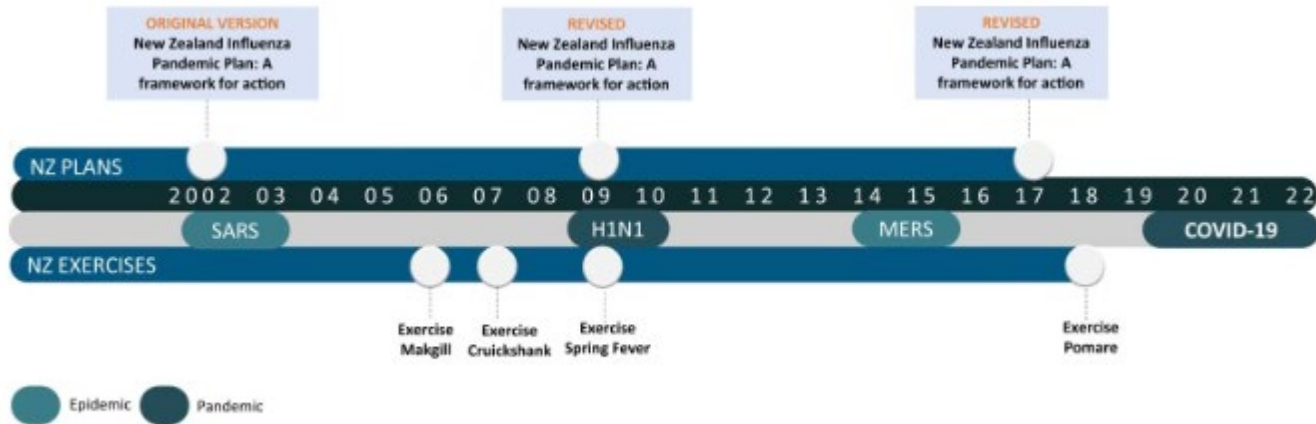 ORIGINAL VERSION
New Zealand Influenza
Pandemic Plan: A
framework for action
REVISED
New Zealand Influenza
Pandemic Plan: A
framework for action
REVISED
New Zealand Influenza
Pandemic Plan: A
framework for action
NZ PLANS
2002 03 04 05 06 07 08 09 10 11 12 13 14 15 16 17 18 19 20 21 22
SARS H1N1 MERS COVID-19
NZ EXERCISES
Exercise
Makgill
Exercise
Cruickshank
Exercise
Spring Fever
Exercise
Pomare
Epidemic Pandemic